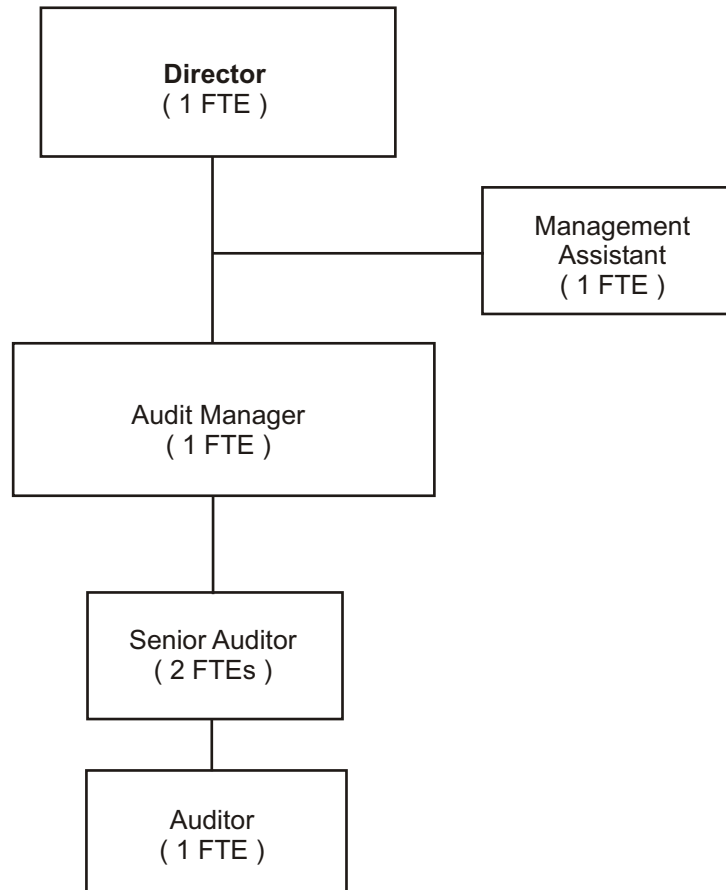 Director
( 1 FTE )
Management
Assistant
( 1 FTE )
Audit Manager
( 1 FTE )
Senior Auditor
( 2 FTEs )
Auditor
( 1 FTE )